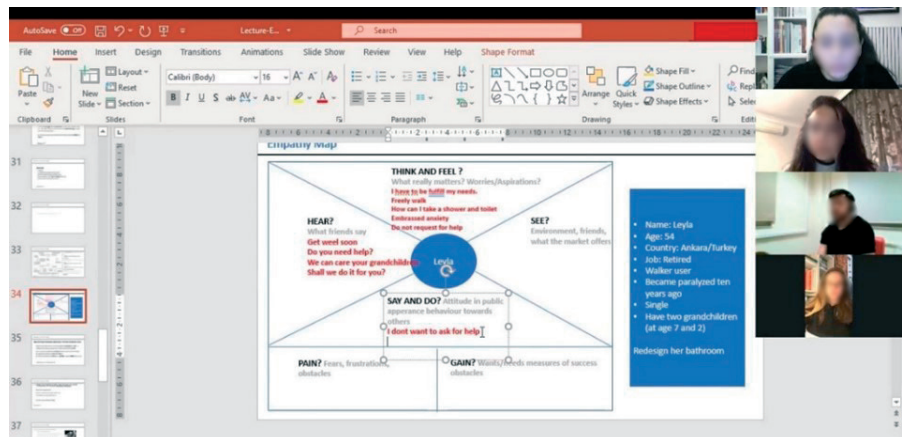 AutoSave Off
Lecture-E...
Search
File Home Insert Design Transitions Animations Slide Show Review View Help Shape Format
Paste
New Slide
Layout
Reset
Section
Calibri (Body) 16
B I U S ab AV Aa A
Arrange
Quick Styles
Shape Fill
Shape Outline
Shape Effects
Find
Clipboard Slides Font Paragraph Drawing
31
32
33
34
35
36
37
Empathy Map
THINK AND FEEL ?
What really matters? Worries/Aspirations?
I have to be fulfill my needs.
Freely walk
How can I take a shower and toilet
Embrassed anxiety
Do not request for help
HEAR?
What friends say
Get weel soon
Do you need help?
We can care your grandchildren
Shall we do it for you?
SEE?
Environment, friends,
what the market offers
Leyla
SAY AND DO? Attitude in public
apperance behaviour towards
others
I dont want to ask for help
PAIN? Fears, frustrations,
obstacles
GAIN? Wants/needs measures of success
obstacles
• Name: Leyla
• Age: 54
• Country: Ankara/Turkey
• Job: Retired
• Walker user
• Became paralyzed ten
years ago
• Single
• Have two grandchildren
(at age 7 and 2)
Redesign her bathroom